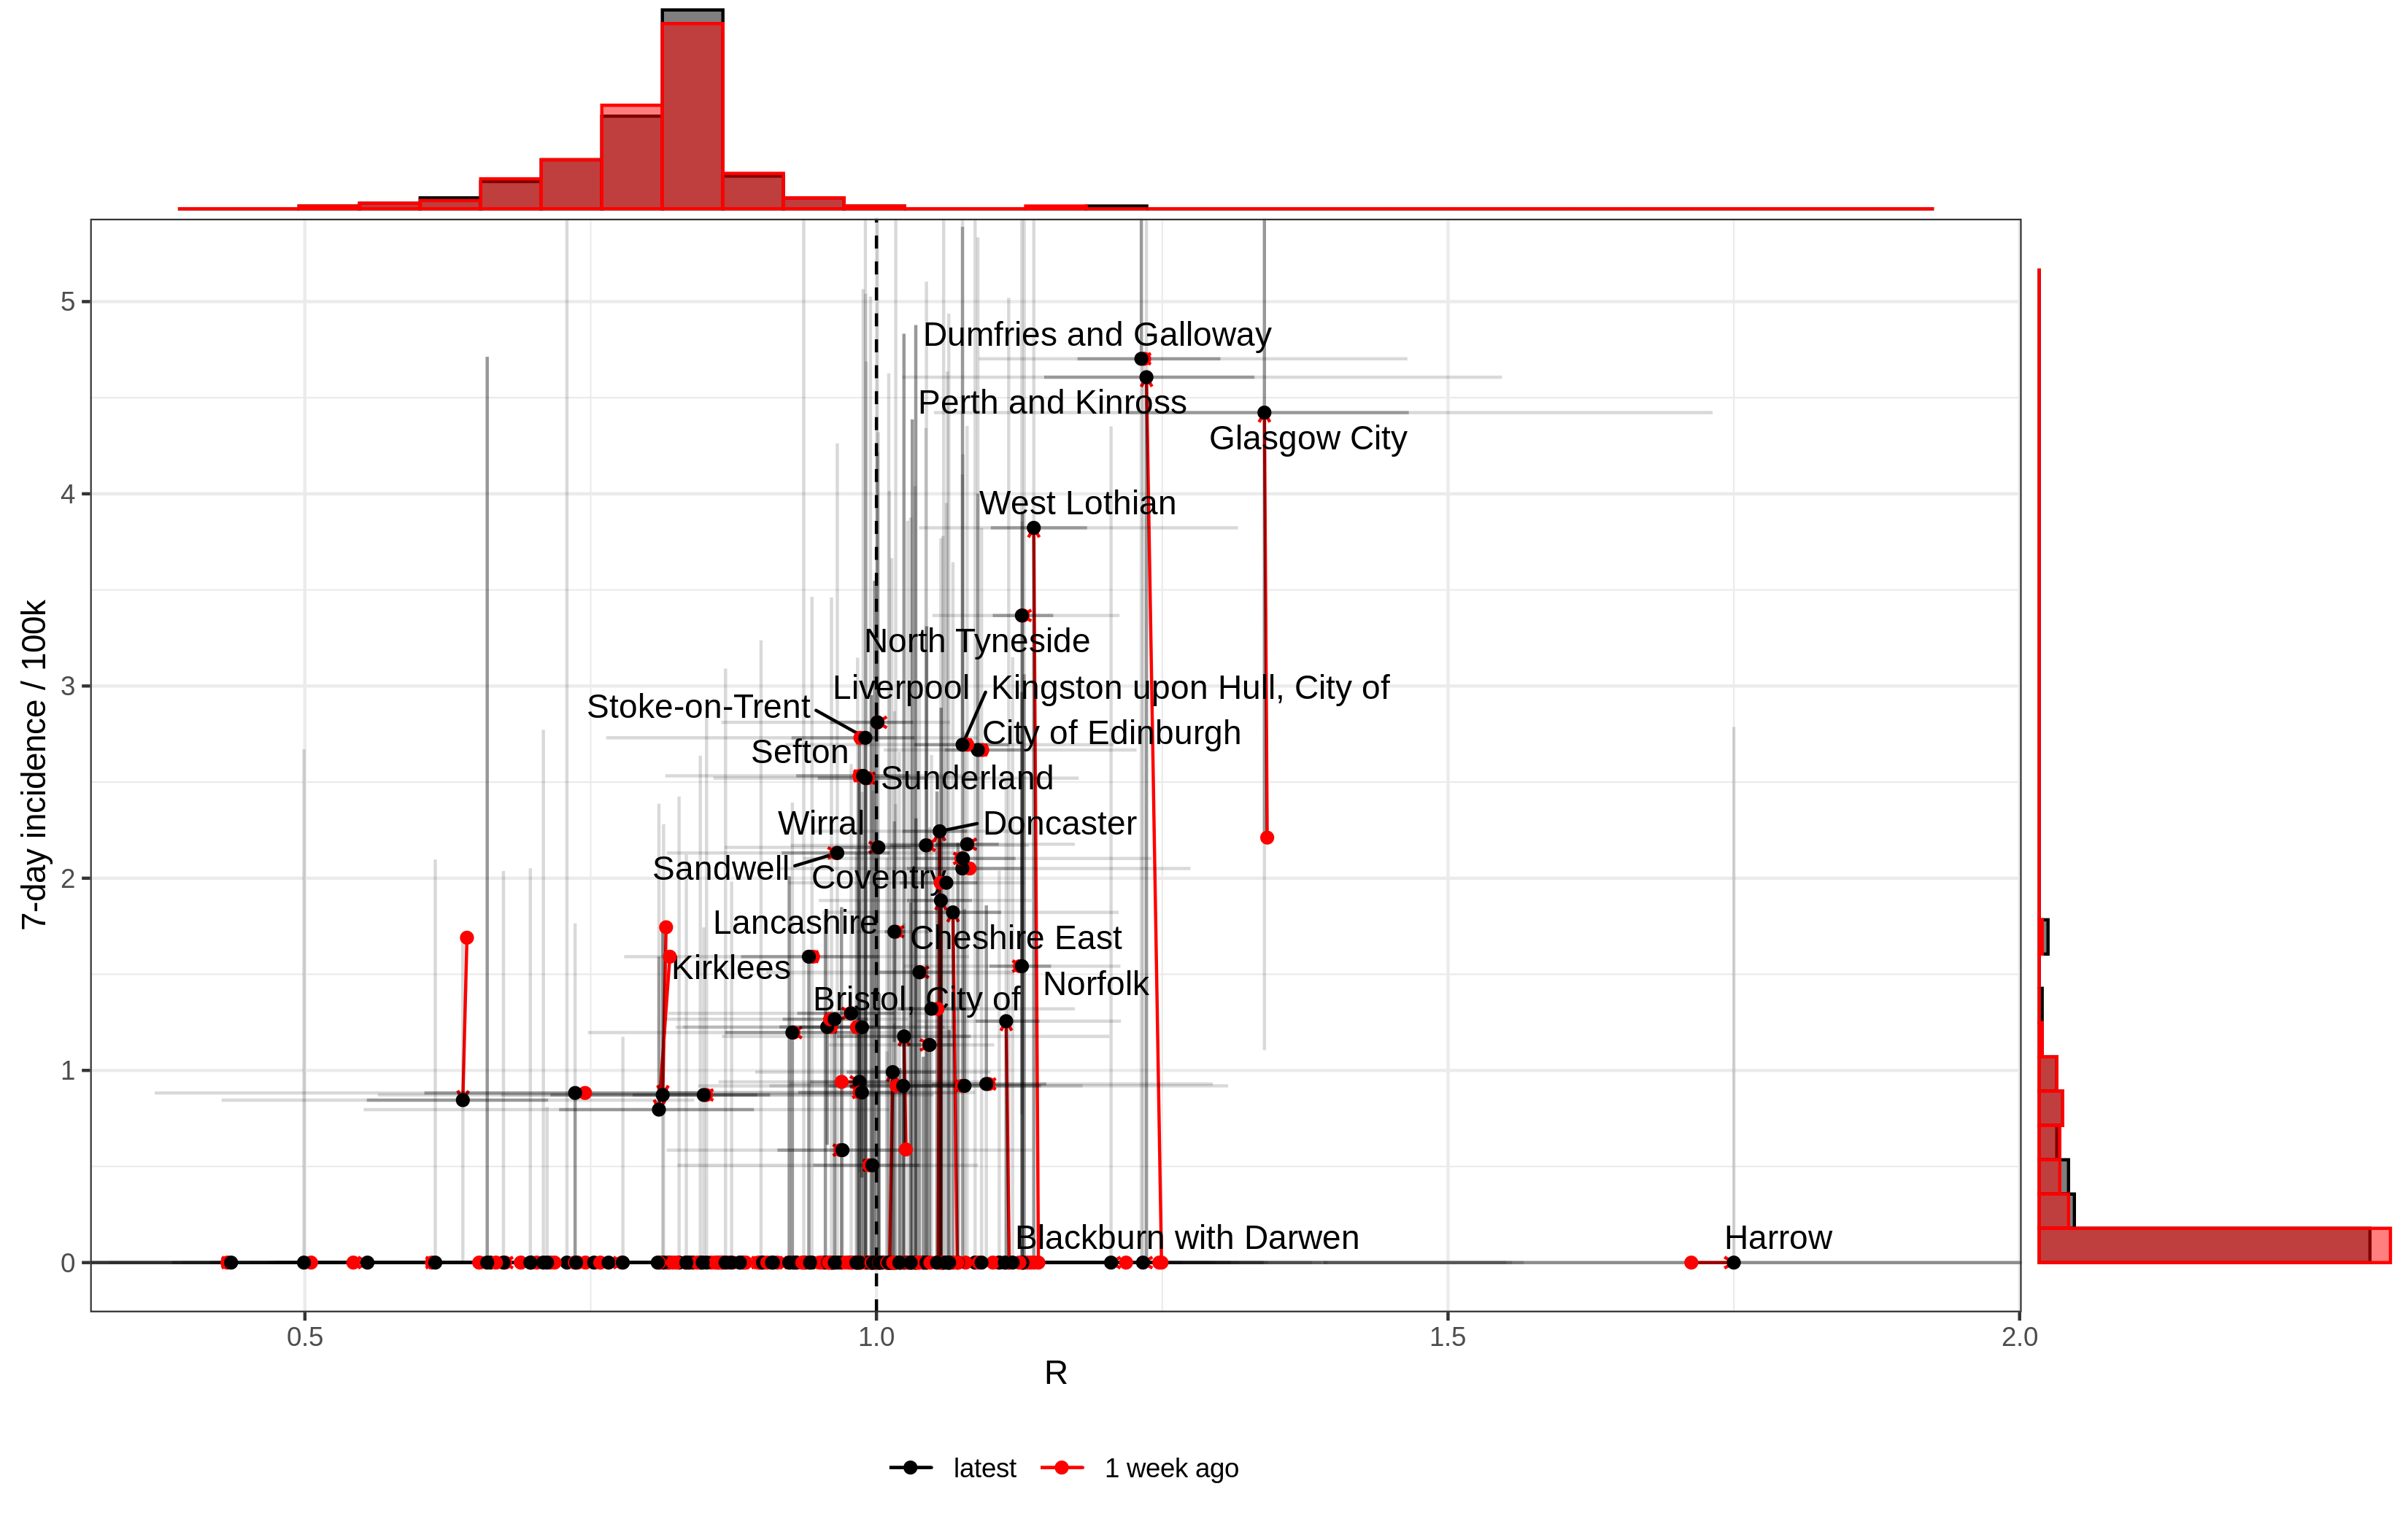 5
4
3
2
1
0
7-day incidence / 100k
Dumfries and Galloway
Perth and Kinross
Glasgow City
West Lothian
North Tyneside
Liverpool
Kingston upon Hull, City of
Stoke-on-Trent
City of Edinburgh
Sefton
Sunderland
Wirral
Doncaster
Sandwell
Coventry
Lancashire
Cheshire East
Kirklees
Norfolk
Bristol, City of
Blackburn with Darwen
Harrow
0.5
1.0
1.5
2.0
R
latest
1 week ago